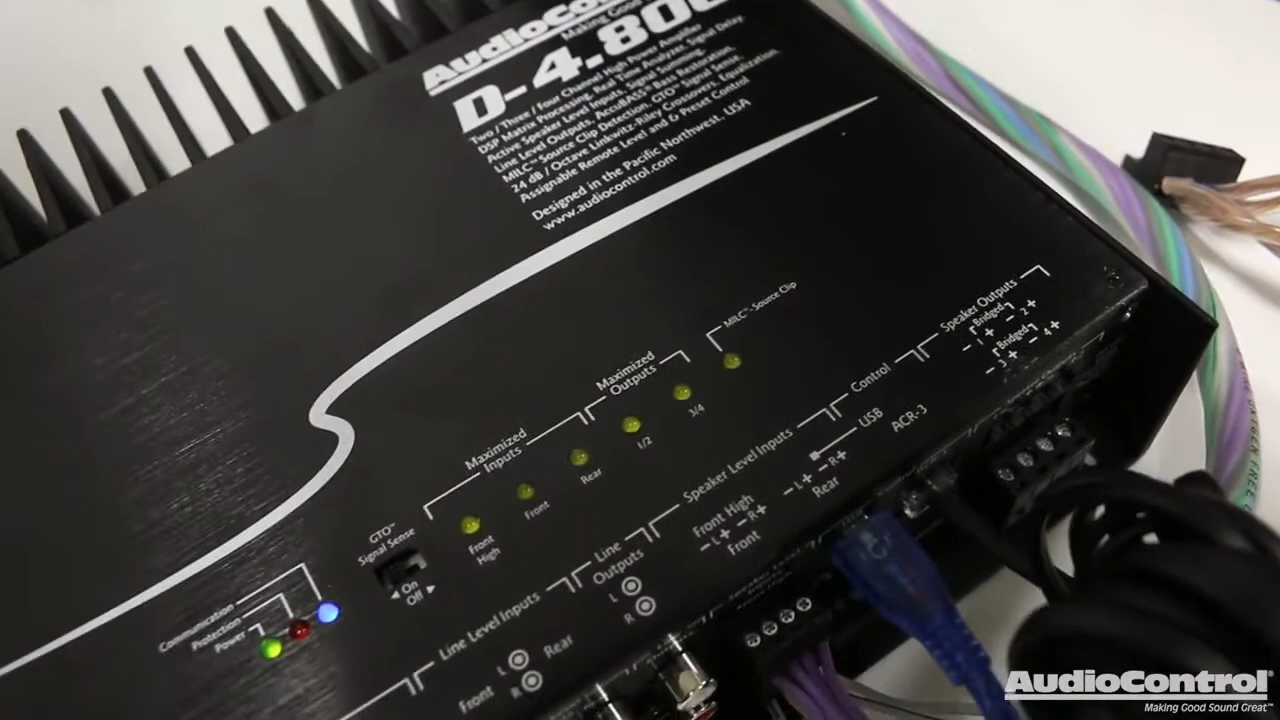 AudioCo
Making Good
D-4.800
Two / Three / Four Channel High Power Amplifier
DSP Matrix Processing, Real Time Analyzer, Signal Delay,
Active Speaker Level Inputs, Signal Summing,
Line Level Outputs, AccuBASS® Bass Restoration,
MILC™ Source Clip Detection, GTO™ Signal Sense,
24 dB / Octave Linkwitz-Riley Crossovers, Equalization
Assignable Remote Level and & Preset Control
Designed in the Pacific Northwest, USA
www.audiocontrol.com
MILC™ - Source Clip
Maximized
Outputs
Maximized
Inputs
3/4
1/2
Rear
Front
Front
High
GTO™
Signal Sense
◄ On
Off ►
Communication
Protection
Power
Speaker Outputs
Bridged
- 1 + - 2 +
Bridged
- 3 + - 4 +
Control
USB
ACR-3
Speaker Level Inputs
- L + - R +
Rear
Front High
- L + - R +
Front
Line
Outputs
L
R
Line Level Inputs
L
R
Front
Rear
AudioControl®
Making Good Sound Great™